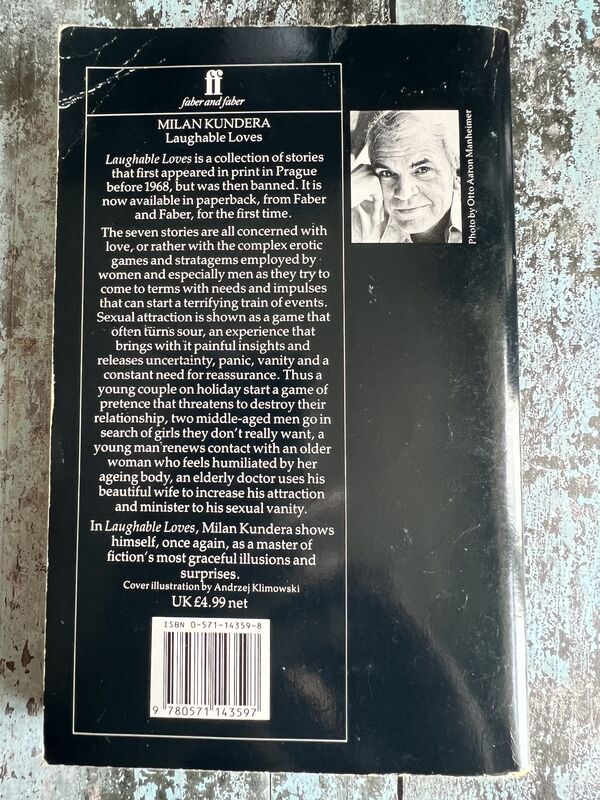 ff
faber and faber
MILAN KUNDERA
Laughable Loves
Laughable Loves is a collection of stories
that first appeared in print in Prague
before 1968, but was then banned. It is
now available in paperback, from Faber
and Faber, for the first time.
The seven stories are all concerned with
love, or rather with the complex erotic
games and stratagems employed by
women and especially men as they try to
come to terms with needs and impulses
that can start a terrifying train of events.
Sexual attraction is shown as a game that
often turns sour, an experience that
brings with it painful insights and
releases uncertainty, panic, vanity and a
constant need for reassurance. Thus a
young couple on holiday start a game of
pretence that threatens to destroy their
relationship, two middle-aged men go in
search of girls they don't really want, a
young man renews contact with an older
woman who feels humiliated by her
ageing body, an elderly doctor uses his
beautiful wife to increase his attraction
and minister to his sexual vanity.
In Laughable Loves, Milan Kundera shows
himself, once again, as a master of
fiction's most graceful illusions and
surprises.
Cover illustration by Andrzej Klimowski
UK £4.99 net
ISBN 0-571-14359-8
9 780571 143597
Photo by Otto Aaron Manheimer